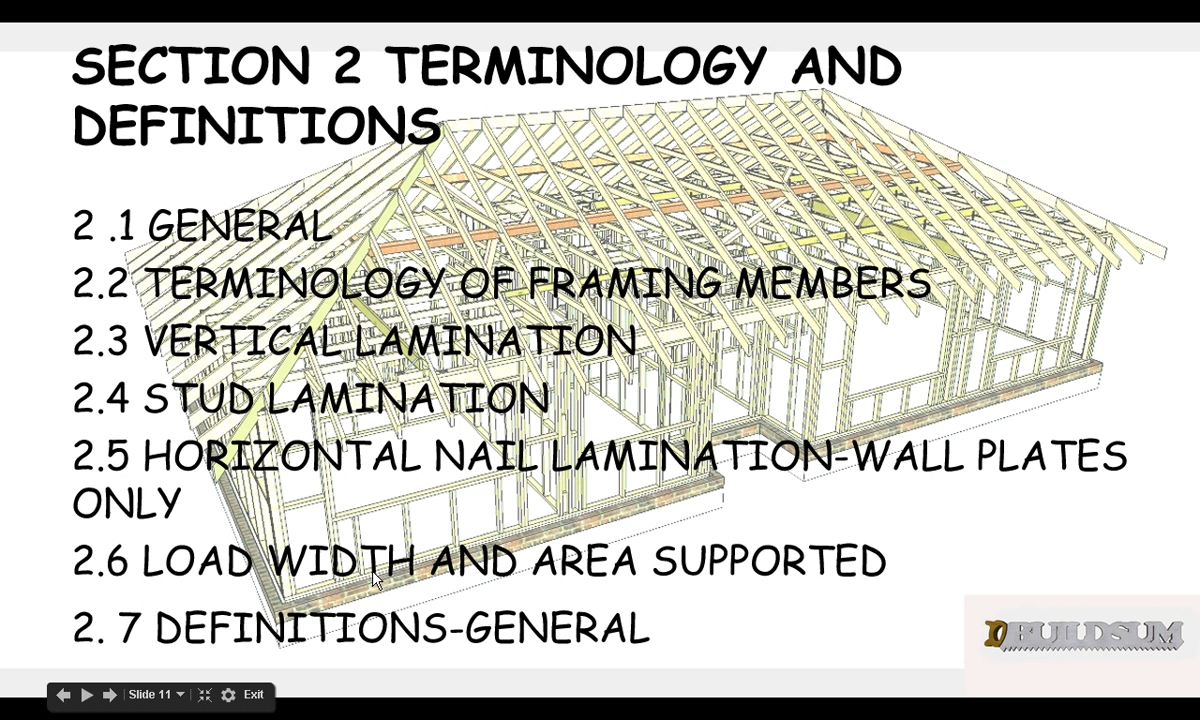 SECTION 2 TERMINOLOGY AND
DEFINITIONS
2 .1 GENERAL
2.2 TERMINOLOGY OF FRAMING MEMBERS
2.3 VERTICAL LAMINATION
2.4 STUD LAMINATION
2.5 HORIZONTAL NAIL LAMINATION-WALL PLATES
ONLY
2.6 LOAD WIDTH AND AREA SUPPORTED
2. 7 DEFINITIONS-GENERAL
BUILDSUM
Slide 11 Exit